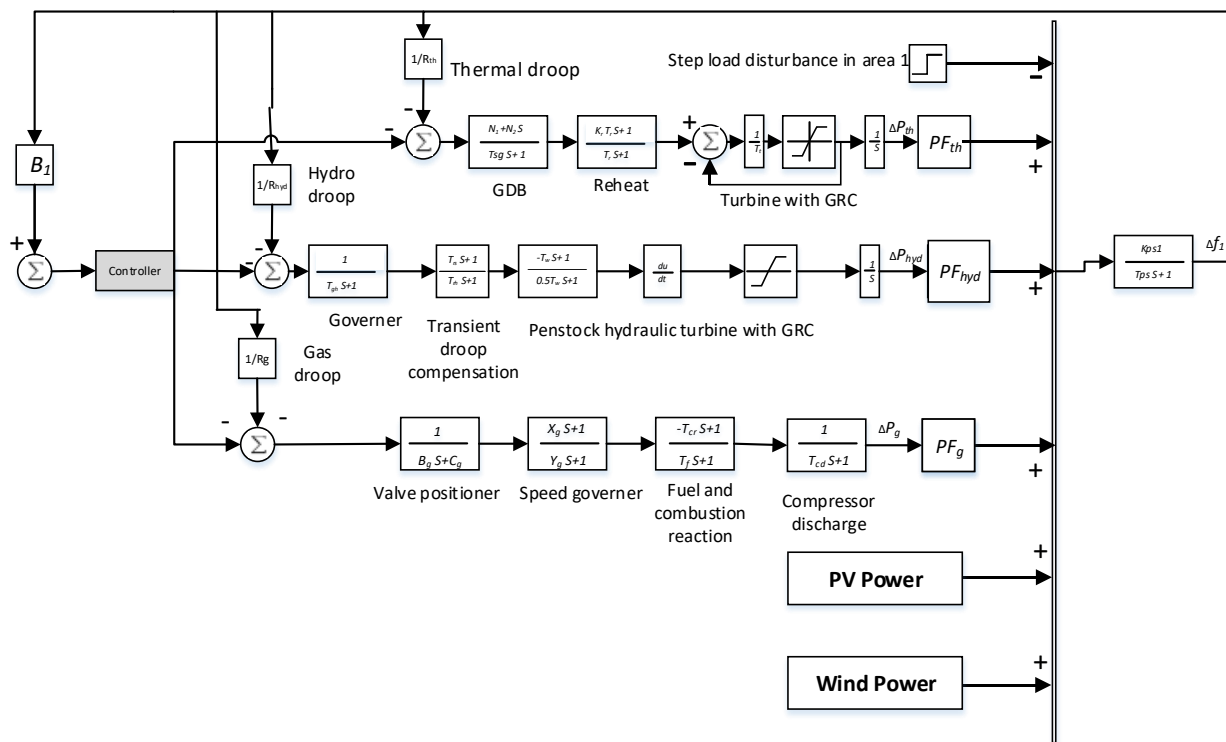 1/Rth
Thermal droop
Step load disturbance in area 1
-
-
-
B1
N1+N2 S
Tsg S + 1
GDB
KrTr S+ 1
Tr S+1
Reheat
Σ
+
Σ
-
1
Tt
1
S
ΔPth
PFth
+
Turbine with GRC
1/Rhyd
Hydro
droop
+
Σ
Controller
-
-
Σ
1
Tgh S+1
Governer
Trs S+1
Trh S+1
Transient
droop
compensation
-Tw S+1
0.5Tw S+1
du
dt
Penstock hydraulic turbine with GRC
1
S
ΔPhyd
PFhyd
+
Kps1
Tps S + 1
Δf1
1/Rg
Gas
droop
-
-
Σ
1
Bg S+Cg
Valve positioner
Xg S+1
Yg S+1
Speed governer
-Tcr S+1
Tf S+1
Fuel and
combustion
reaction
1
Tcd S+1
Compressor
discharge
ΔPg
PFg
+
PV Power
+
Wind Power
+